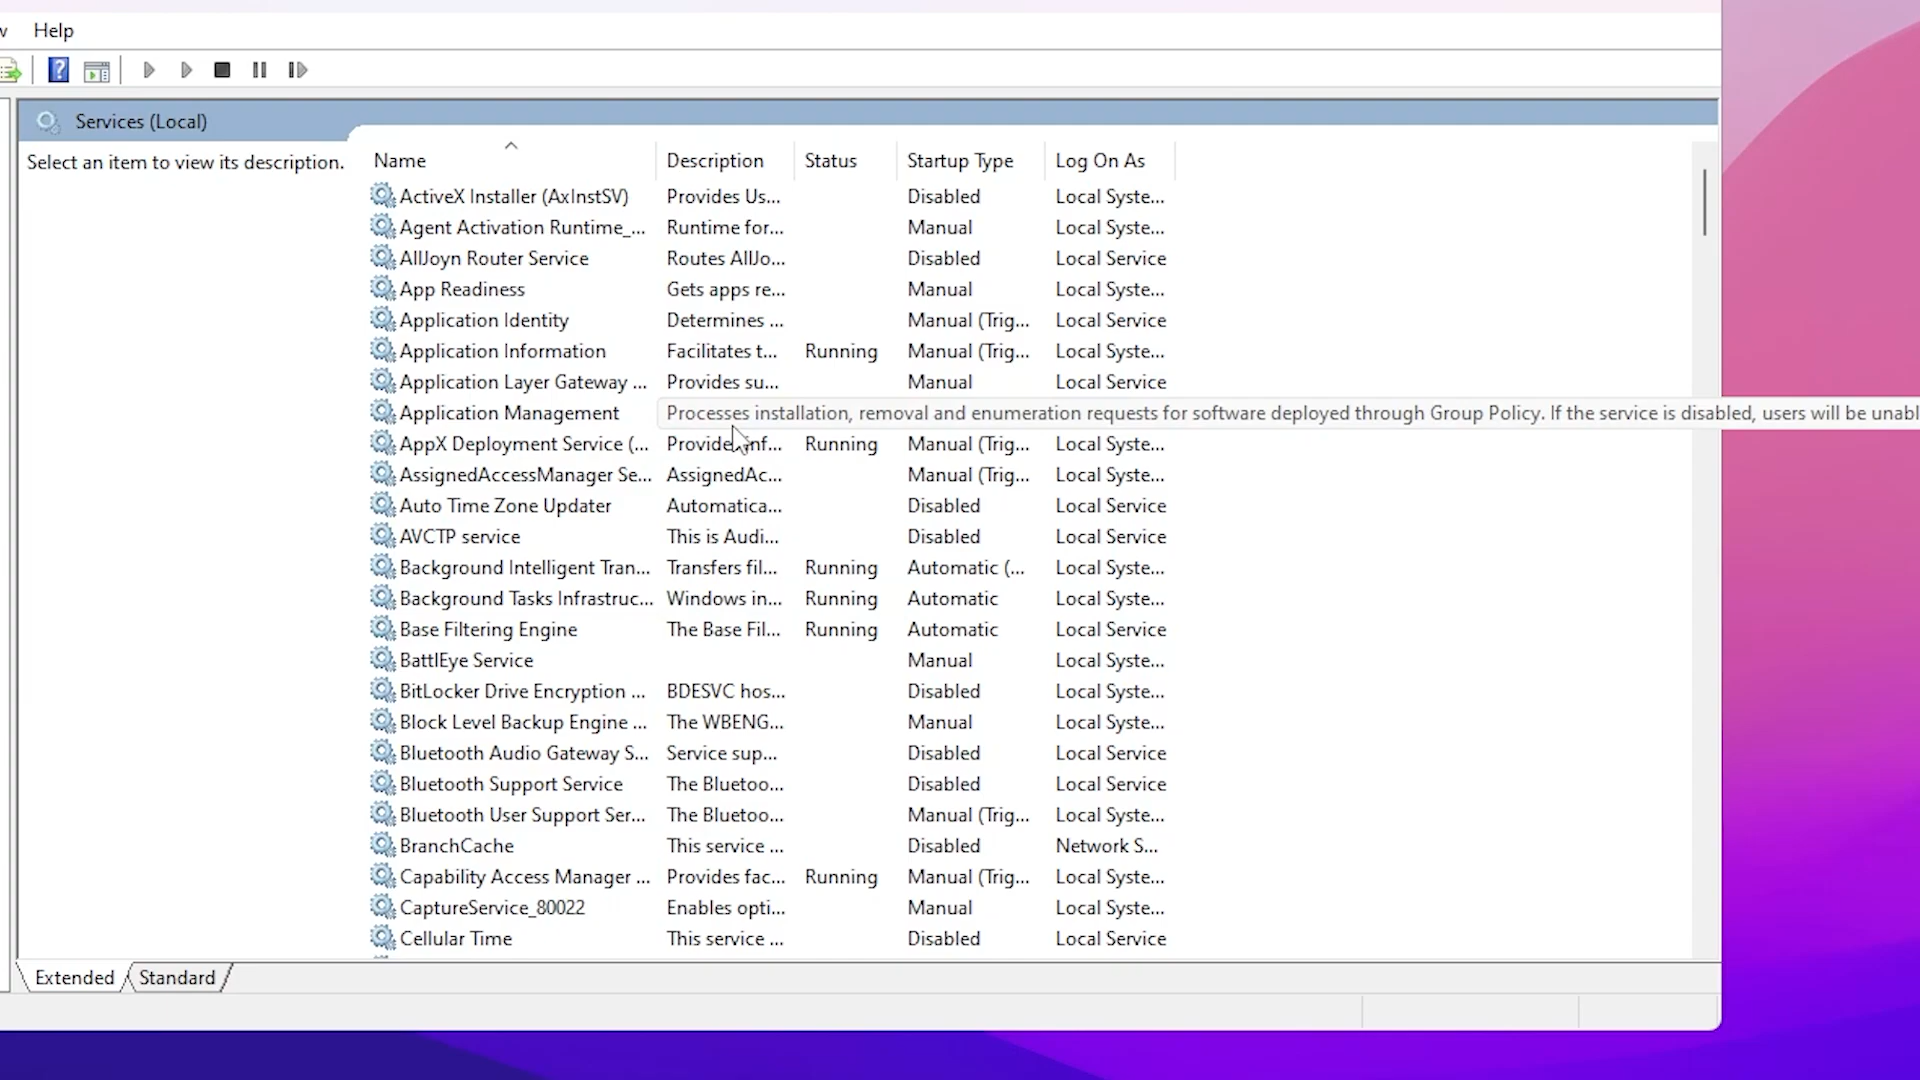 w Help
?
Services (Local)
Select an item to view its description.
Name Description Status Startup Type Log On As
ActiveX Installer (AxInstSV) Provides Us... Disabled Local Syste...
Agent Activation Runtime_... Runtime for... Manual Local Syste...
AllJoyn Router Service Routes AllJo... Disabled Local Service
App Readiness Gets apps re... Manual Local Syste...
Application Identity Determines ... Manual (Trig... Local Service
Application Information Facilitates t... Running Manual (Trig... Local Syste...
Application Layer Gateway ... Provides su... Manual Local Service
Application Management Processes installation, removal and enumeration requests for software deployed through Group Policy. If the service is disabled, users will be unabl
AppX Deployment Service (... Provide inf... Running Manual (Trig... Local Syste...
AssignedAccessManager Se... AssignedAc... Manual (Trig... Local Syste...
Auto Time Zone Updater Automatica... Disabled Local Service
AVCTP service This is Audi... Disabled Local Service
Background Intelligent Tran... Transfers fil... Running Automatic (... Local Syste...
Background Tasks Infrastruc... Windows in... Running Automatic Local Syste...
Base Filtering Engine The Base Fil... Running Automatic Local Service
BattlEye Service Manual Local Syste...
BitLocker Drive Encryption ... BDESVC hos... Disabled Local Syste...
Block Level Backup Engine ... The WBENG... Manual Local Syste...
Bluetooth Audio Gateway S... Service sup... Disabled Local Service
Bluetooth Support Service The Bluetoo... Disabled Local Service
Bluetooth User Support Ser... The Bluetoo... Manual (Trig... Local Syste...
BranchCache This service ... Disabled Network S...
Capability Access Manager ... Provides fac... Running Manual (Trig... Local Syste...
CaptureService_80022 Enables opti... Manual Local Syste...
Cellular Time This service ... Disabled Local Service
Extended Standard